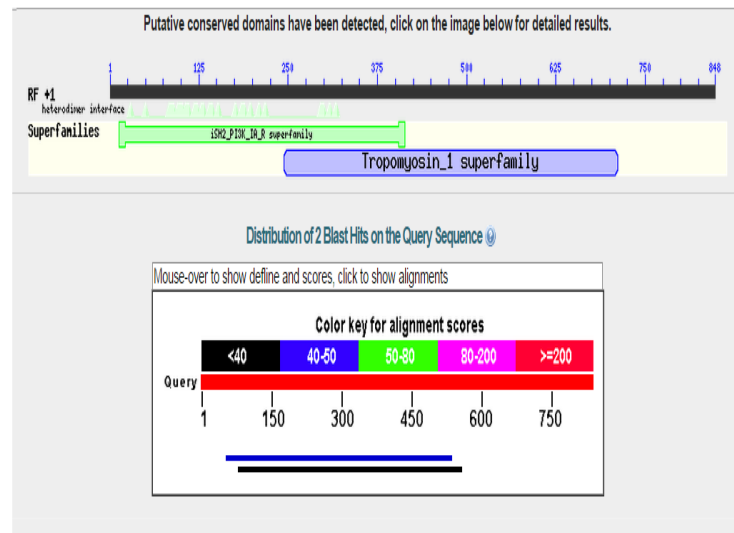 Putative conserved domains have been detected, click on the image below for detailed results.
1 125 250 375 500 625 750 848
RF +1
heterodimer interface
Superfamilies
iSH2_PI3K_IA_R superfamily
Tropomyosin_1 superfamily
Distribution of 2 Blast Hits on the Query Sequence
Mouse-over to show defline and scores, click to show alignments
Color key for alignment scores
<40 40-50 50-80 80-200 >=200
Query
1 150 300 450 600 750